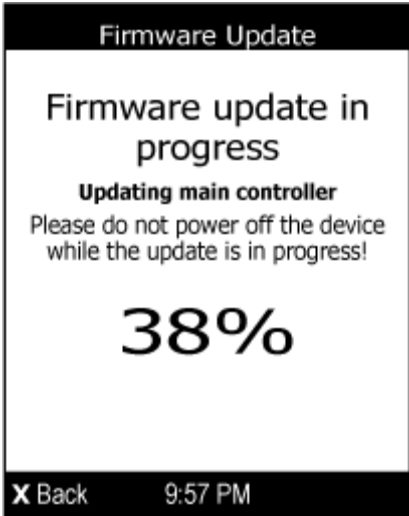 Firmware Update
Firmware update in
progress
Updating main controller
Please do not power off the device
while the update is in progress!
38%
X Back 9:57 PM